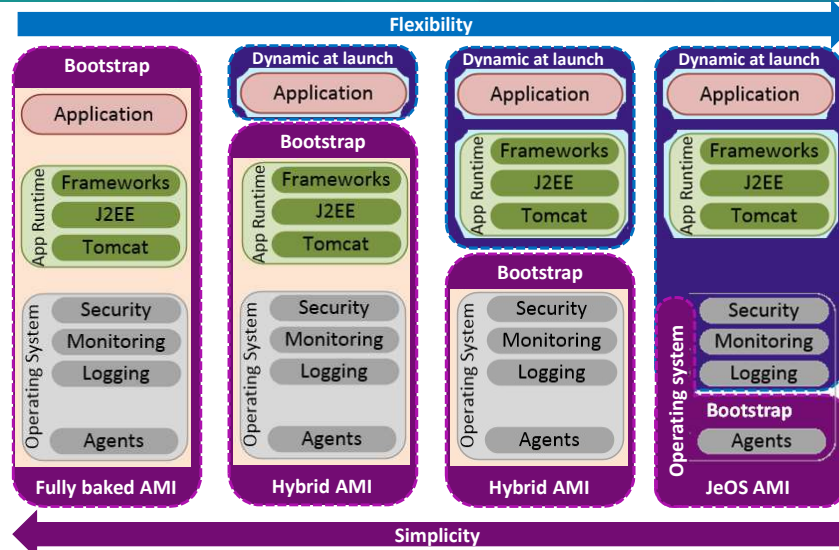 Flexibility
Bootstrap
Application
App Runtime
Frameworks
J2EE
Tomcat
Operating System
Security
Monitoring
Logging
Agents
Fully baked AMI
Dynamic at launch
Application
Bootstrap
App Runtime
Frameworks
J2EE
Tomcat
Operating System
Security
Monitoring
Logging
Agents
Hybrid AMI
Dynamic at launch
Application
App Runtime
Frameworks
J2EE
Tomcat
Bootstrap
Operating System
Security
Monitoring
Logging
Agents
Hybrid AMI
Dynamic at launch
Application
App Runtime
Frameworks
J2EE
Tomcat
Operating system
Security
Monitoring
Logging
Bootstrap
Agents
JeOS AMI
Simplicity